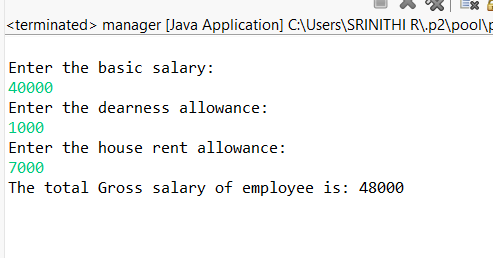 <terminated> manager [Java Application] C:\Users\SRINITHI R\.p2\pool\p
Enter the basic salary:
40000
Enter the dearness allowance:
1000
Enter the house rent allowance:
7000
The total Gross salary of employee is: 48000